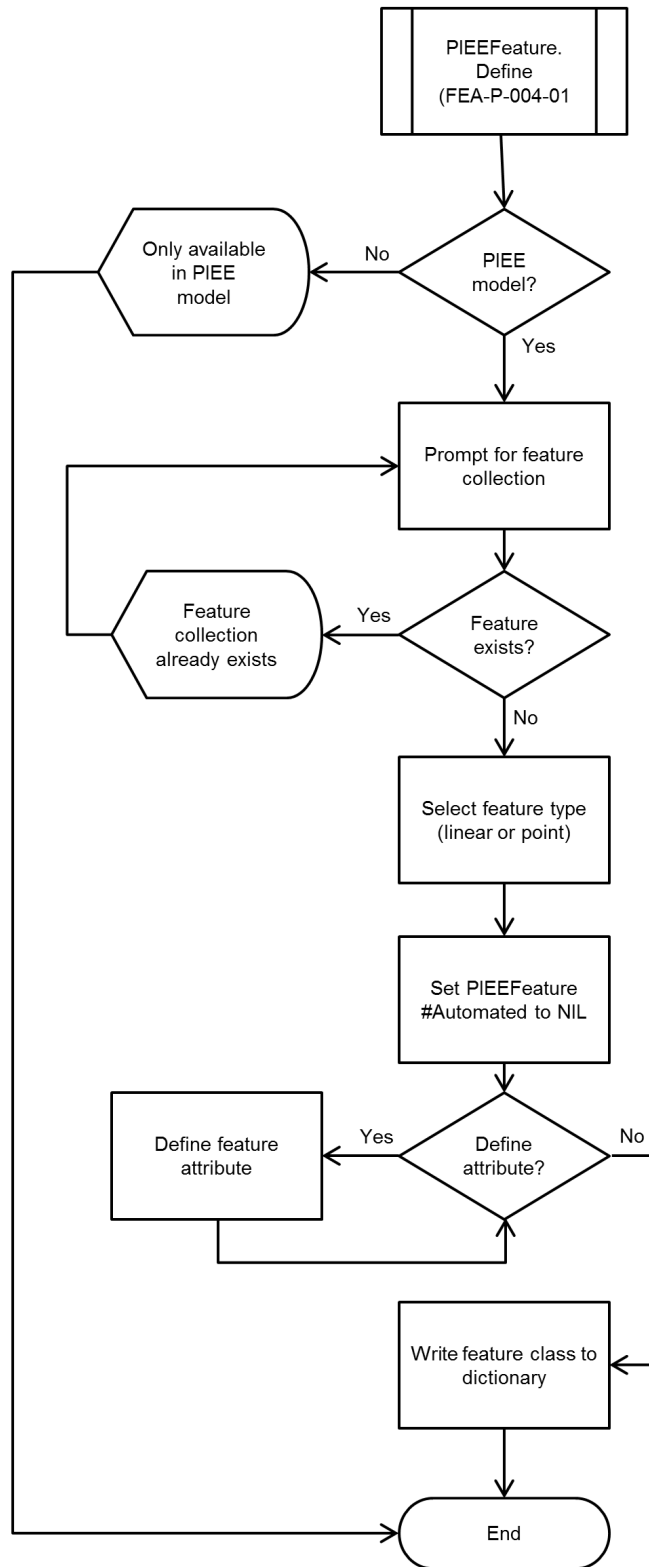 PIEEFeature.
Define
(FEA-P-004-01
Only available
in PIEE
model
No
PIEE
model?
Yes
Prompt for feature
collection
Feature
collection
already exists
Yes
Feature
exists?
No
Select feature type
(linear or point)
Set PIEEFeature
#Automated to NIL
Define feature
attribute
Yes
Define
attribute?
No
Write feature class to
dictionary
End